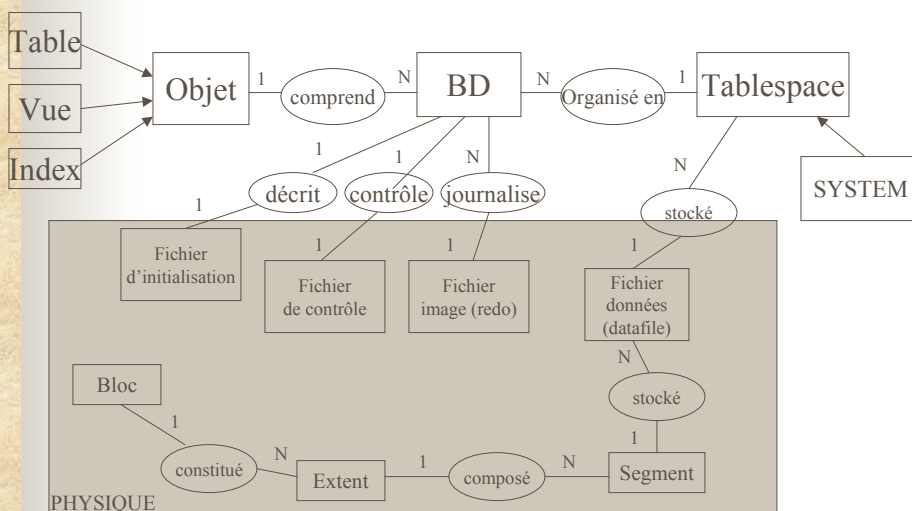 Table
Vue
Index
Objet
1
comprend
N
BD
N
Organisé en
1
Tablespace
SYSTEM
1
décrit
1
1
contrôle
1
N
journalise
1
N
stocké
1
Fichier
d'initialisation
Fichier
de contrôle
Fichier
image (redo)
Fichier
données
(datafile)
N
stocké
1
Bloc
1
constitué
N
Extent
1
composé
N
Segment
PHYSIQUE